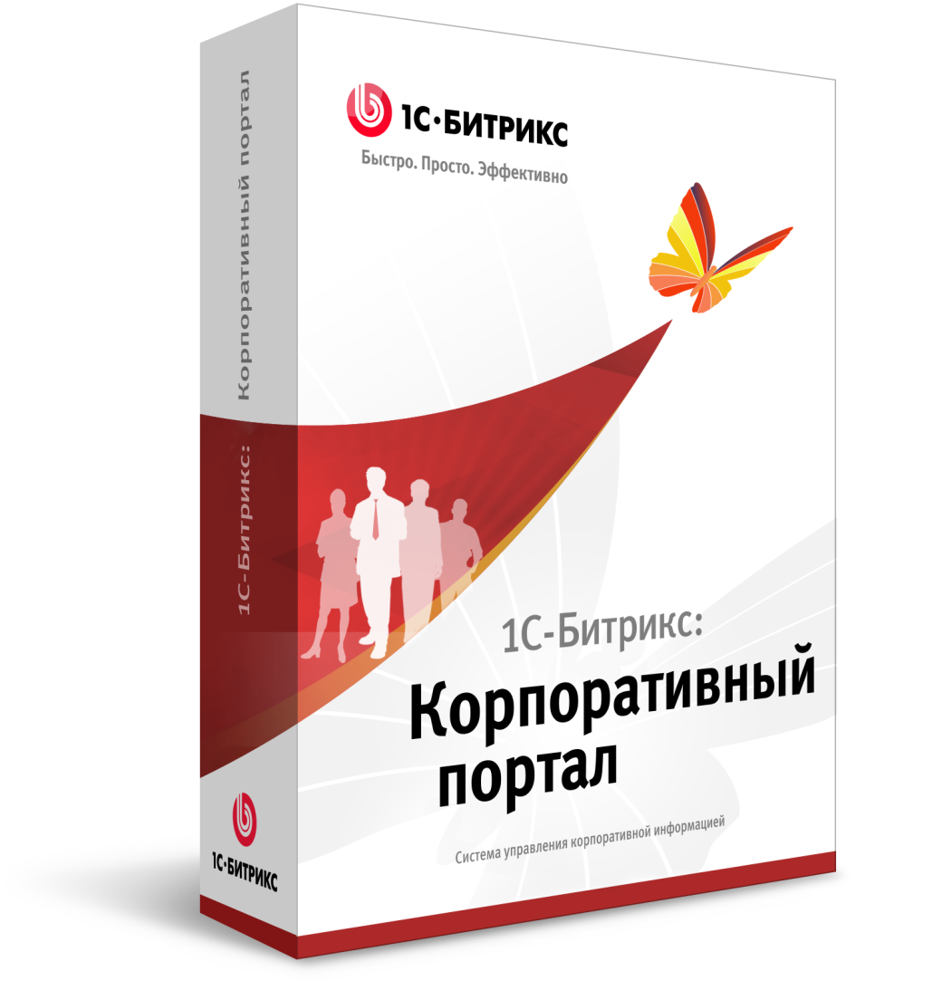 1С·БИТРИКС
Быстро. Просто. Эффективно
1С-Битрикс:
Корпоративный
портал
Система управления корпоративной информацией
1С-Битрикс: Корпоративный портал
1С·БИТРИКС